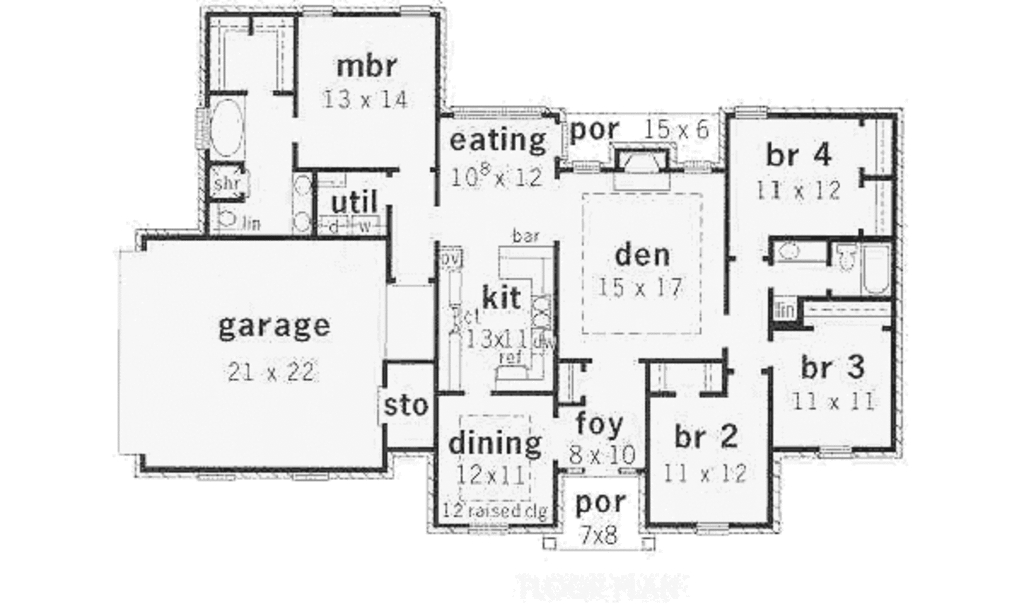 mbr
13 x 14
eating
10⁸ x 12
por 15 x 6
br 4
11 x 12
shr
lin
util
d w
bar
ov
den
15 x 17
kit
ct
13x11
dw
ref
lin
garage
21 x 22
br 3
11 x 11
sto
dining
12x11
12 raised clg
foy
8 x 10
br 2
11 x 12
por
7x8
FLOOR PLAN